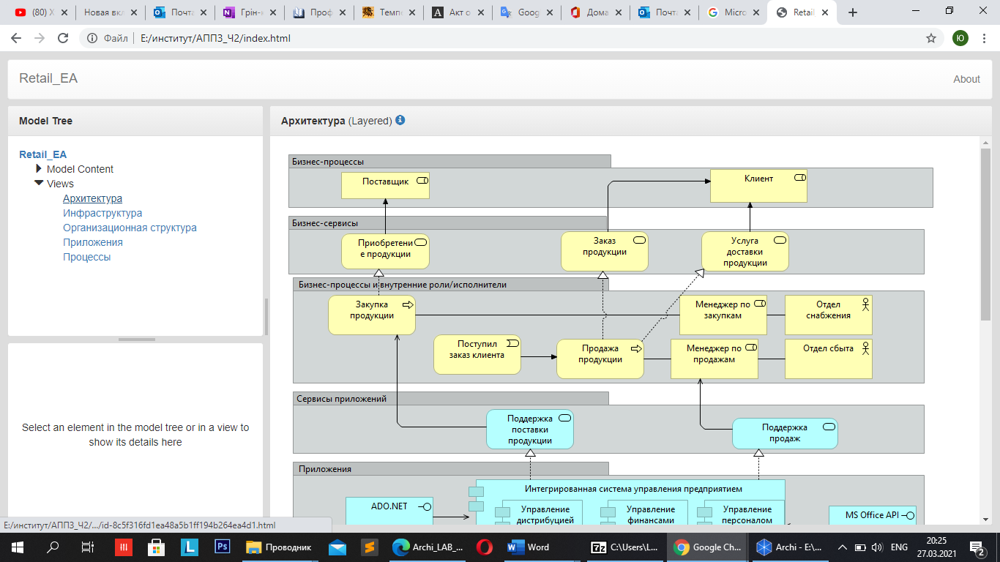 (80) X
Новая вкл
Почта
Грін-к
Проф
Темпе
Акт о
Goog
Дома
Почта
Micro
Retail
Файл
E:/институт/АППЗ_Ч2/index.html
Ю
Retail_EA
About
Model Tree
Retail_EA
Model Content
Views
Архитектура
Инфраструктура
Организационная структура
Приложения
Процессы
Select an element in the model tree or in a view to
show its details here
Архитектура (Layered)
Бизнес-процессы
Поставщик
Клиент
Бизнес-сервисы
Приобретени
е продукции
Заказ
продукции
Услуга
доставки
продукции
Бизнес-процессы и внутренние роли/исполнители
Закупка
продукции
Менеджер по
закупкам
Отдел
снабжения
Поступил
заказ клиента
Продажа
продукции
Менеджер по
продажам
Отдел сбыта
Сервисы приложений
Поддержка
поставки
продукции
Поддержка
продаж
Приложения
Интегрированная система управления предприятием
ADO.NET
Управление
дистрибуцией
Управление
финансами
Управление
персоналом
MS Office API
E:/институт/АППЗ_Ч2/.../id-8c5f316fd1ea48a5b1ff194b264ea4d1.html
Проводник
Archi_LAB_...
Word
C:\Users\L...
Google Ch...
Archi - E:\...
ENG
20:25
27.03.2021
2